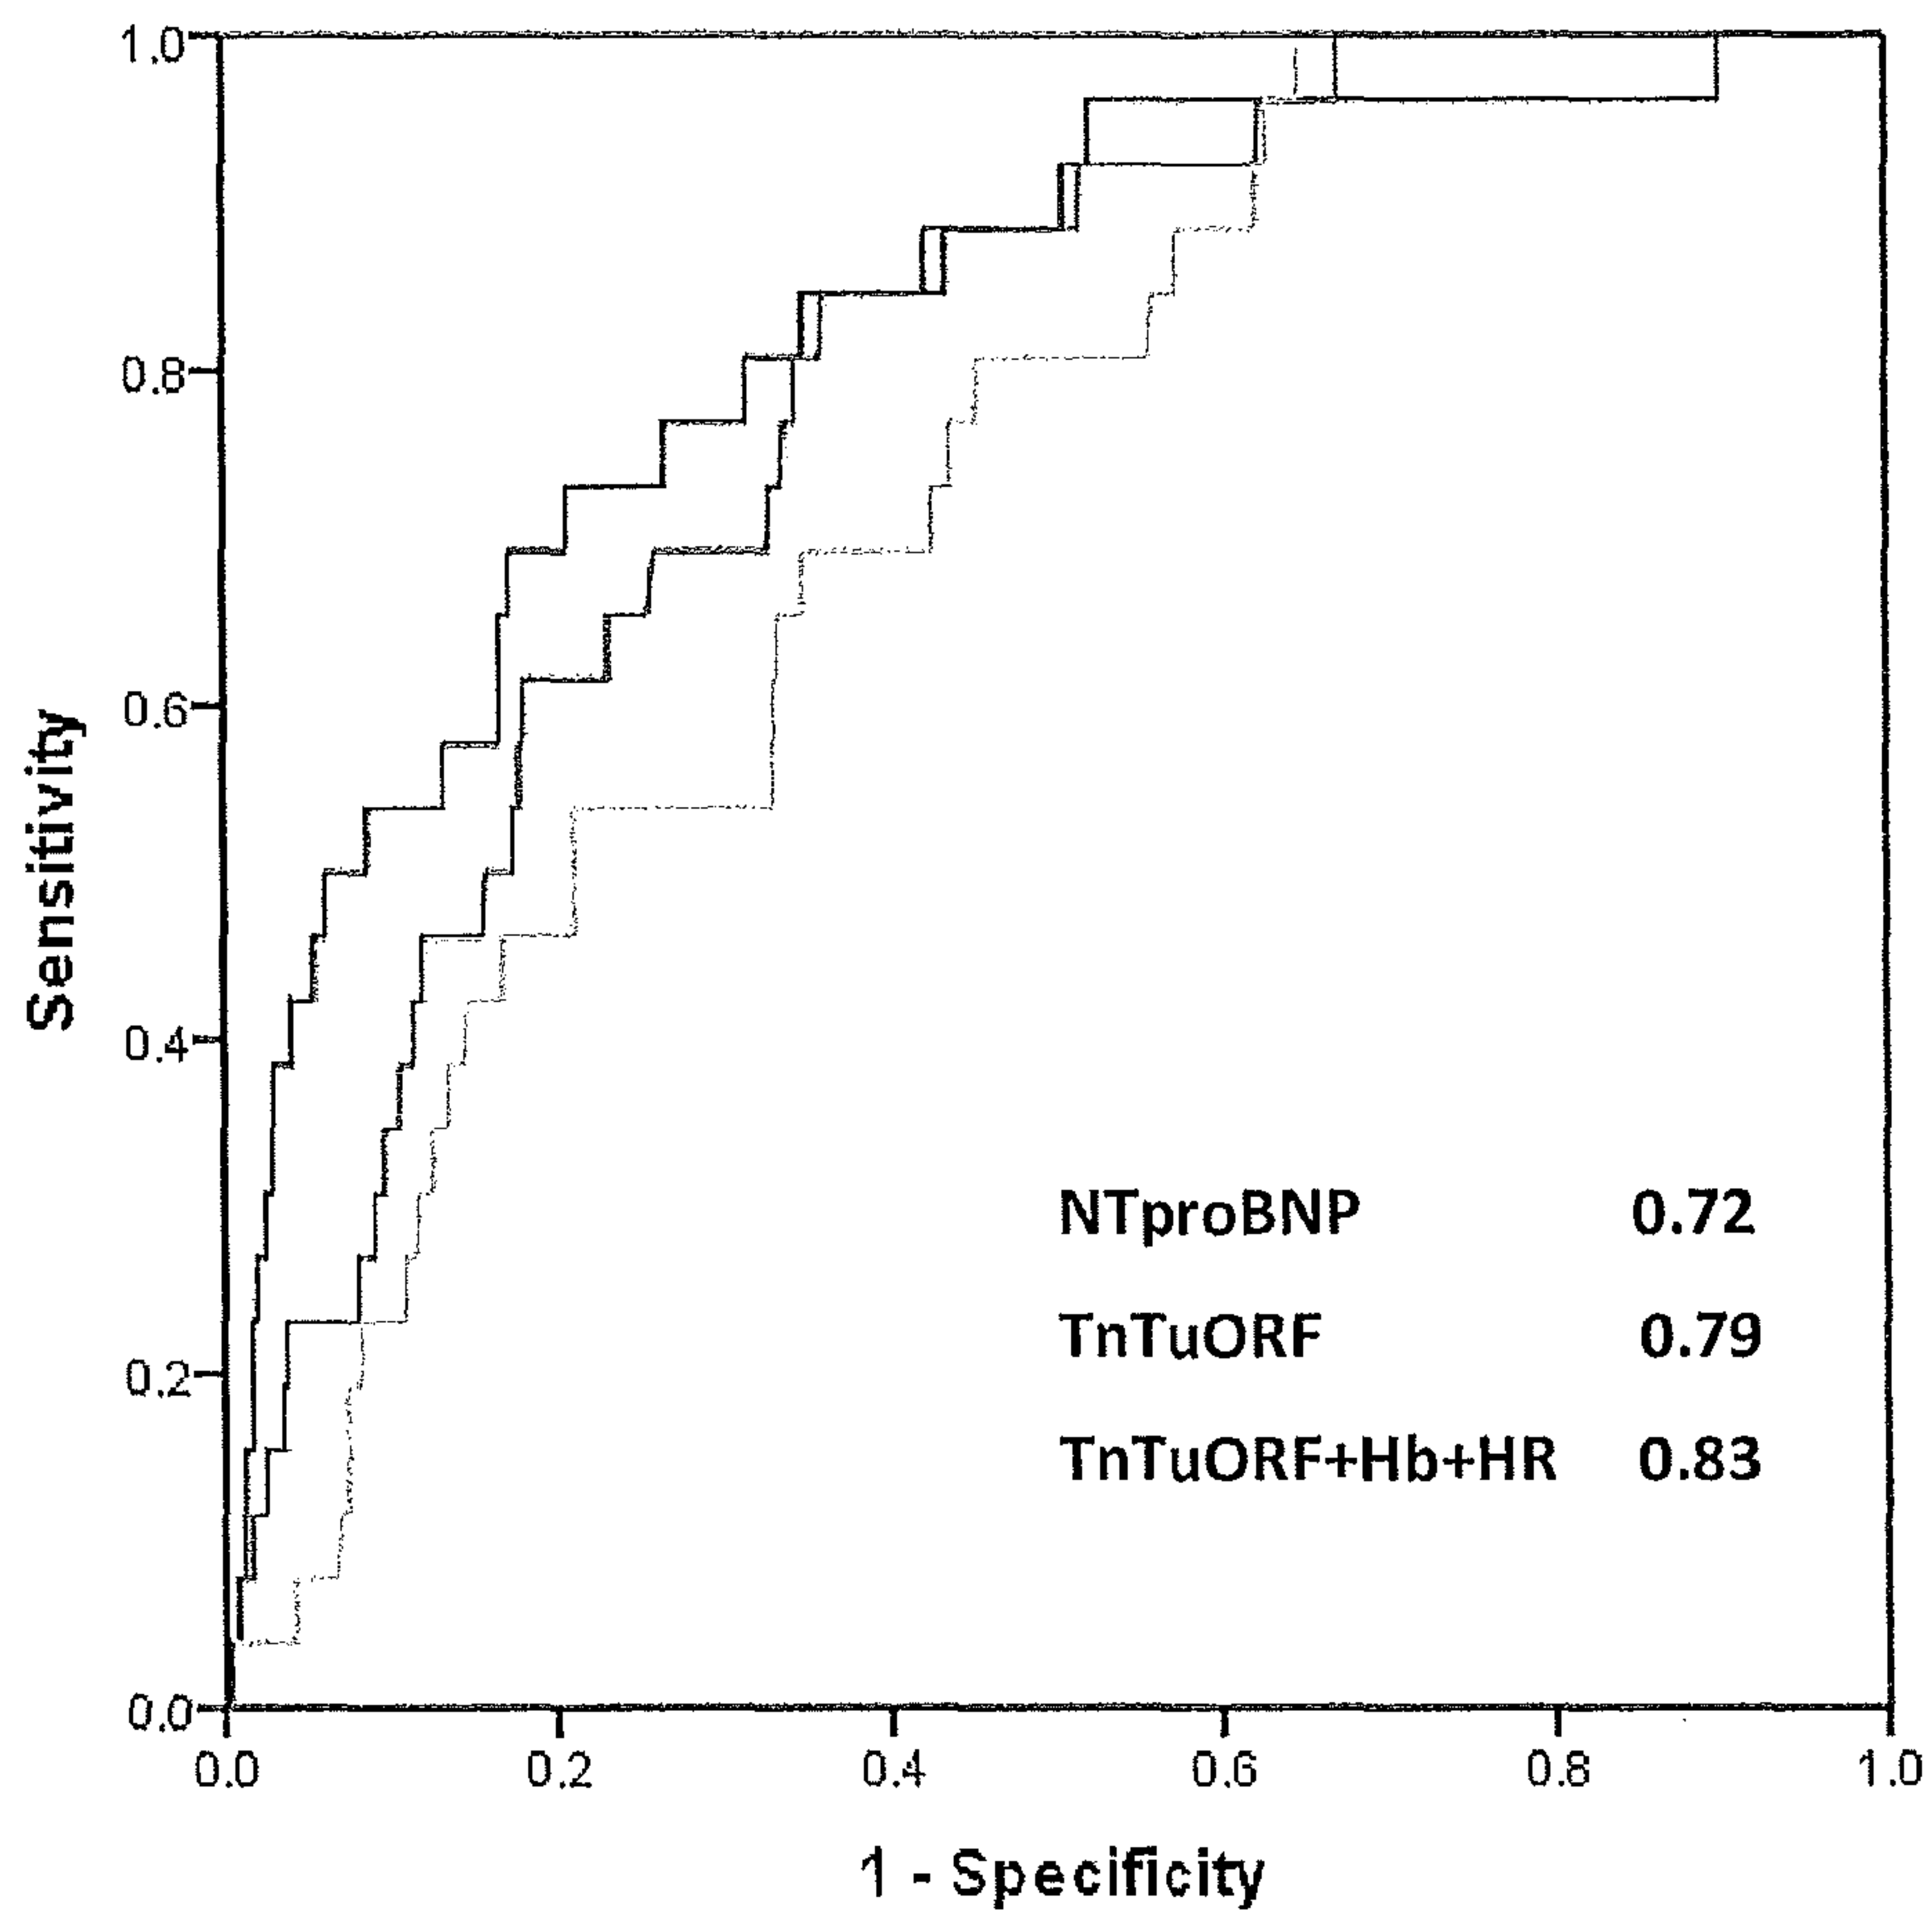 1.0
0.8
0.6
0.4
0.2
0.0
Sensitivity
NTproBNP 0.72
TnTuORF 0.79
TnTuORF+Hb+HR 0.83
0.0 0.2 0.4 0.6 0.8 1.0
1 - Specificity